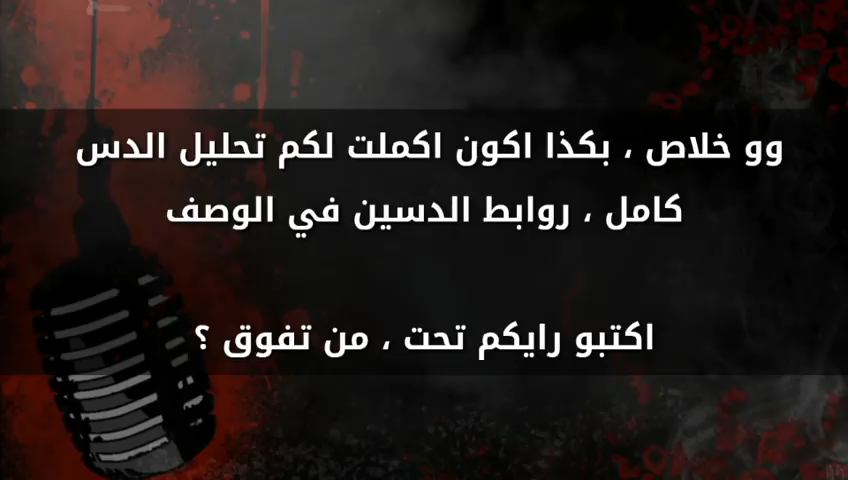 وو خلاص ، بكذا اكون اكملت لكم تحليل الدس
كامل ، روابط الدسين في الوصف
اكتبو رايكم تحت ، من تفوق ؟